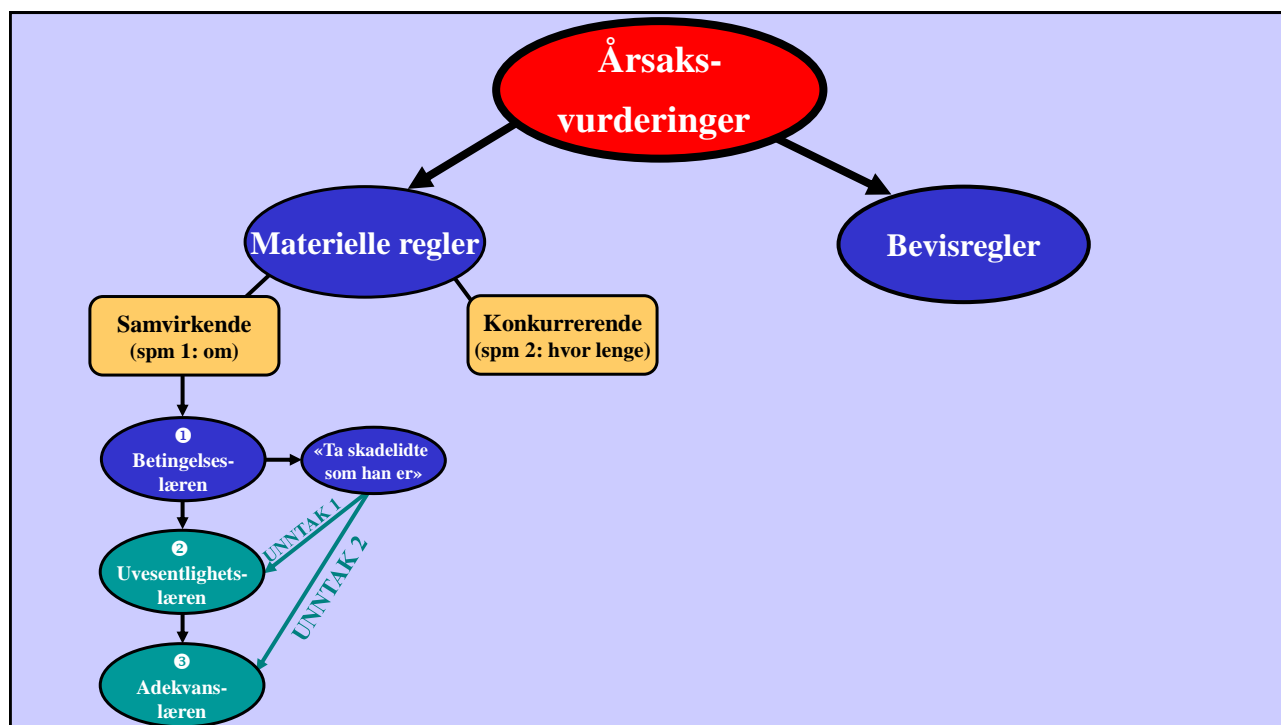 Årsaks-
vurderinger
Materielle regler
Bevisregler
Samvirkende
(spm 1: om)
Konkurrerende
(spm 2: hvor lenge)
❶
Betingelses-
læren
«Ta skadelidte
som han er»
UNNTAK 1
UNNTAK 2
❷
Uvesentlighets-
læren
❸
Adekvans-
læren